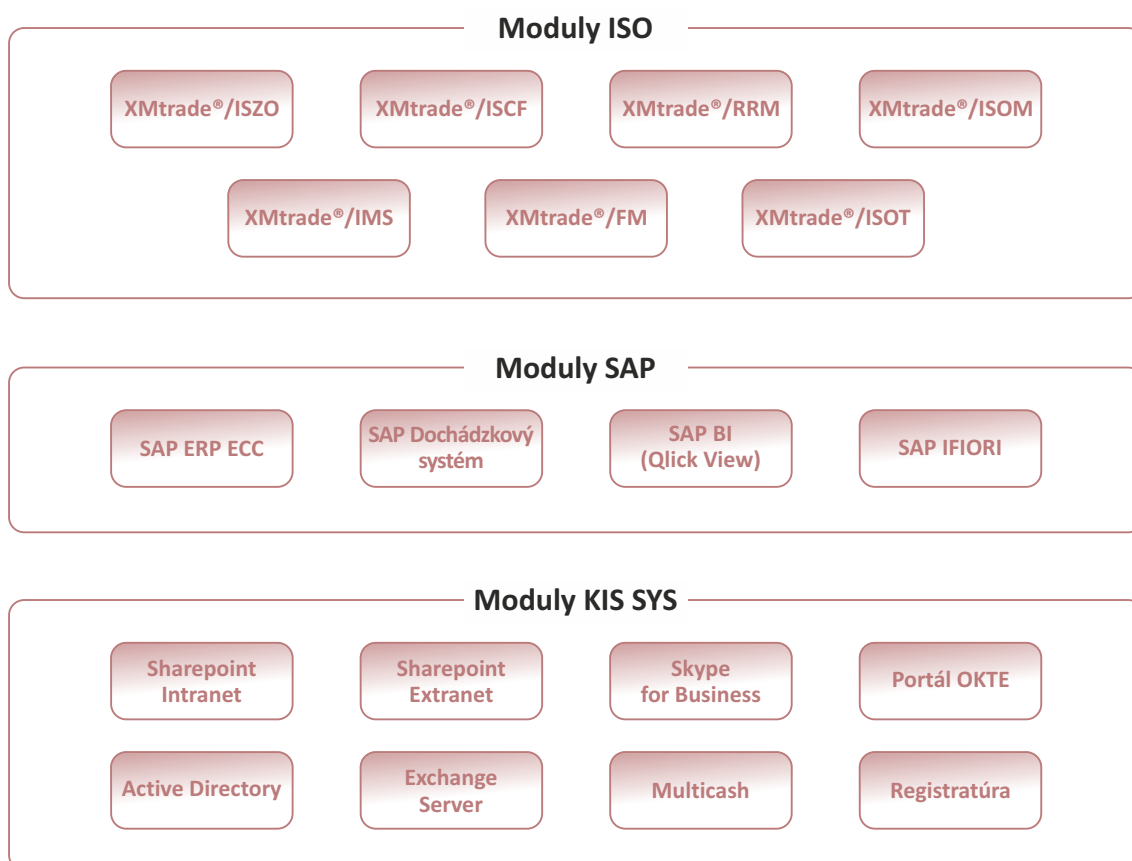 Moduly ISO
XMtrade®/ISZO
XMtrade®/ISCF
XMtrade®/RRM
XMtrade®/ISOM
XMtrade®/IMS
XMtrade®/FM
XMtrade®/ISOT
Moduly SAP
SAP ERP ECC
SAP Dochádzkový
systém
SAP BI
(Qlick View)
SAP IFIORI
Moduly KIS SYS
Sharepoint
Intranet
Sharepoint
Extranet
Skype
for Business
Portál OKTE
Active Directory
Exchange
Server
Multicash
Registratúra